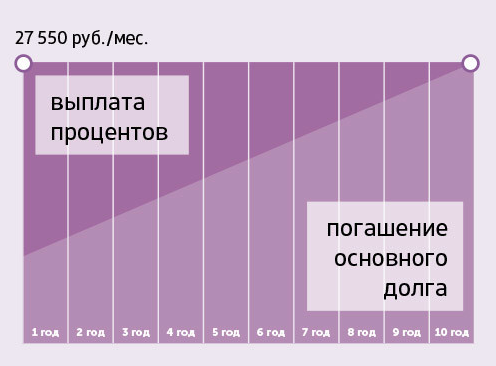 27 550 руб./мес.
выплата
процентов
погашение
основного
долга
1 год 2 год 3 год 4 год 5 год 6 год 7 год 8 год 9 год 10 год